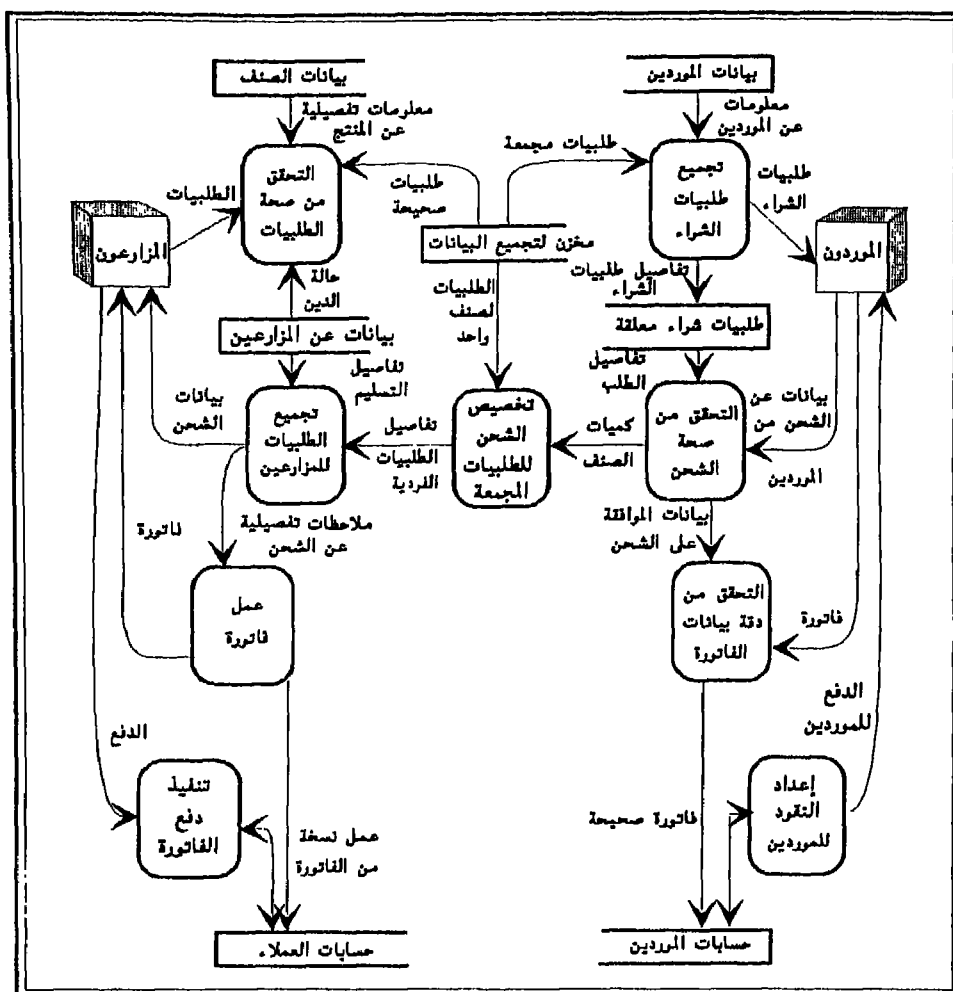 بيانات الموردين
بيانات الصنف
معلومات
عن الموردين
معلومات تفصيلية
عن المنتج
طلبيات مجمعة
تجميع
طلبيات
الشراء
طلبيات
الشراء
التحقق
من صحة
الطلبيات
طلبيات
صحيحة
الطلبيات
الموردون
المزارعون
مخزن لتجميع البيانات
تفاصيل طلبيات
الشراء
الطلبيات
لصنف
واحد
حالة
الدين
طلبيات شراء معلقة
بيانات عن المزارعين
تفاصيل
الطلب
تفاصيل
التسليم
بيانات عن
الشحن من
الموردين
التحقق من
صحة
الشحن
كميات
الصنف
تخصيص
الشحن
للطلبيات
المجمعة
تفاصيل
الطلبيات
الفردية
تجميع
الطلبيات
للمزارعين
بيانات
الشحن
بيانات الموافقة
على الشحن
ملاحظات تفصيلية
عن الشحن
فاتورة
التحقق من
دقة بيانات
الفاتورة
فاتورة
عمل
فاتورة
الدفع
للموردين
الدفع
إعداد
النقود
للموردين
فاتورة صحيحة
تنفيذ
دفع
الفاتورة
عمل نسخة
من الفاتورة
حسابات الموردين
حسابات العملاء